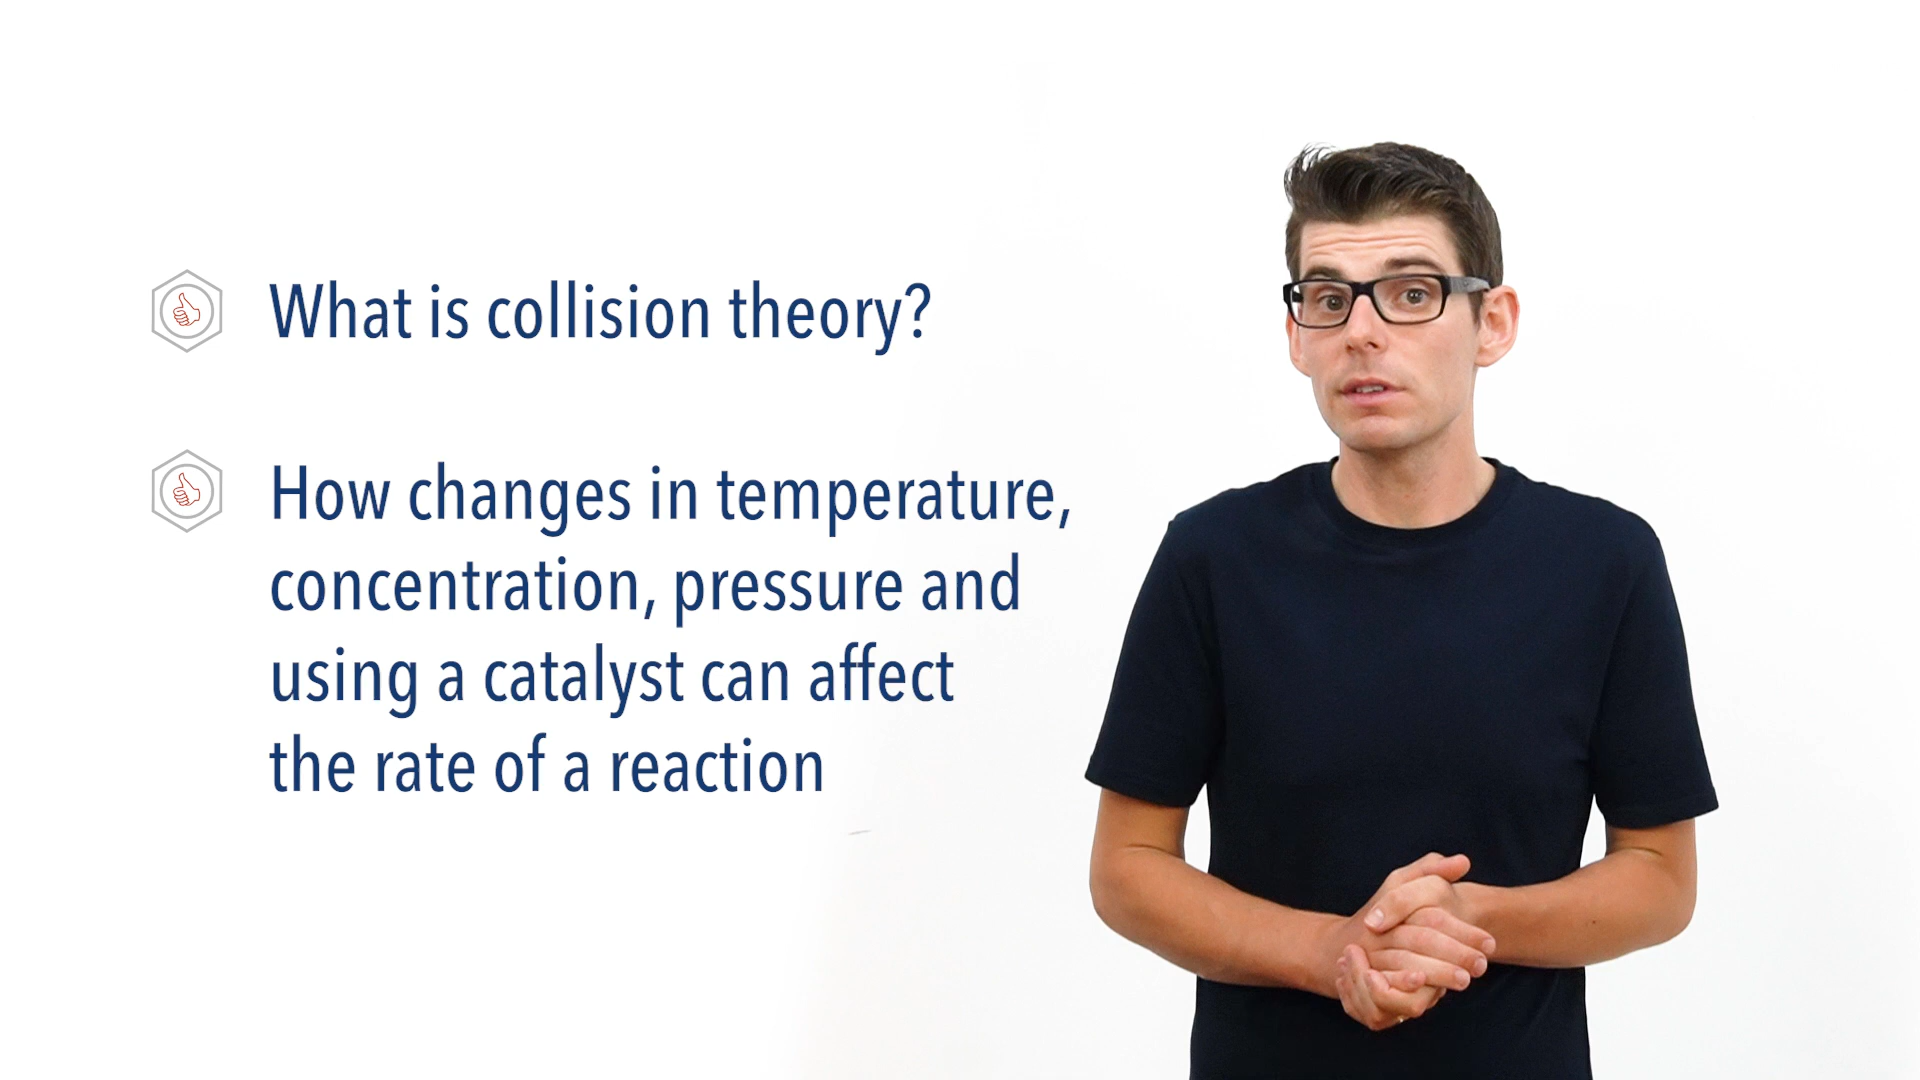 What is collision theory?
How changes in temperature,
concentration, pressure and
using a catalyst can affect
the rate of a reaction